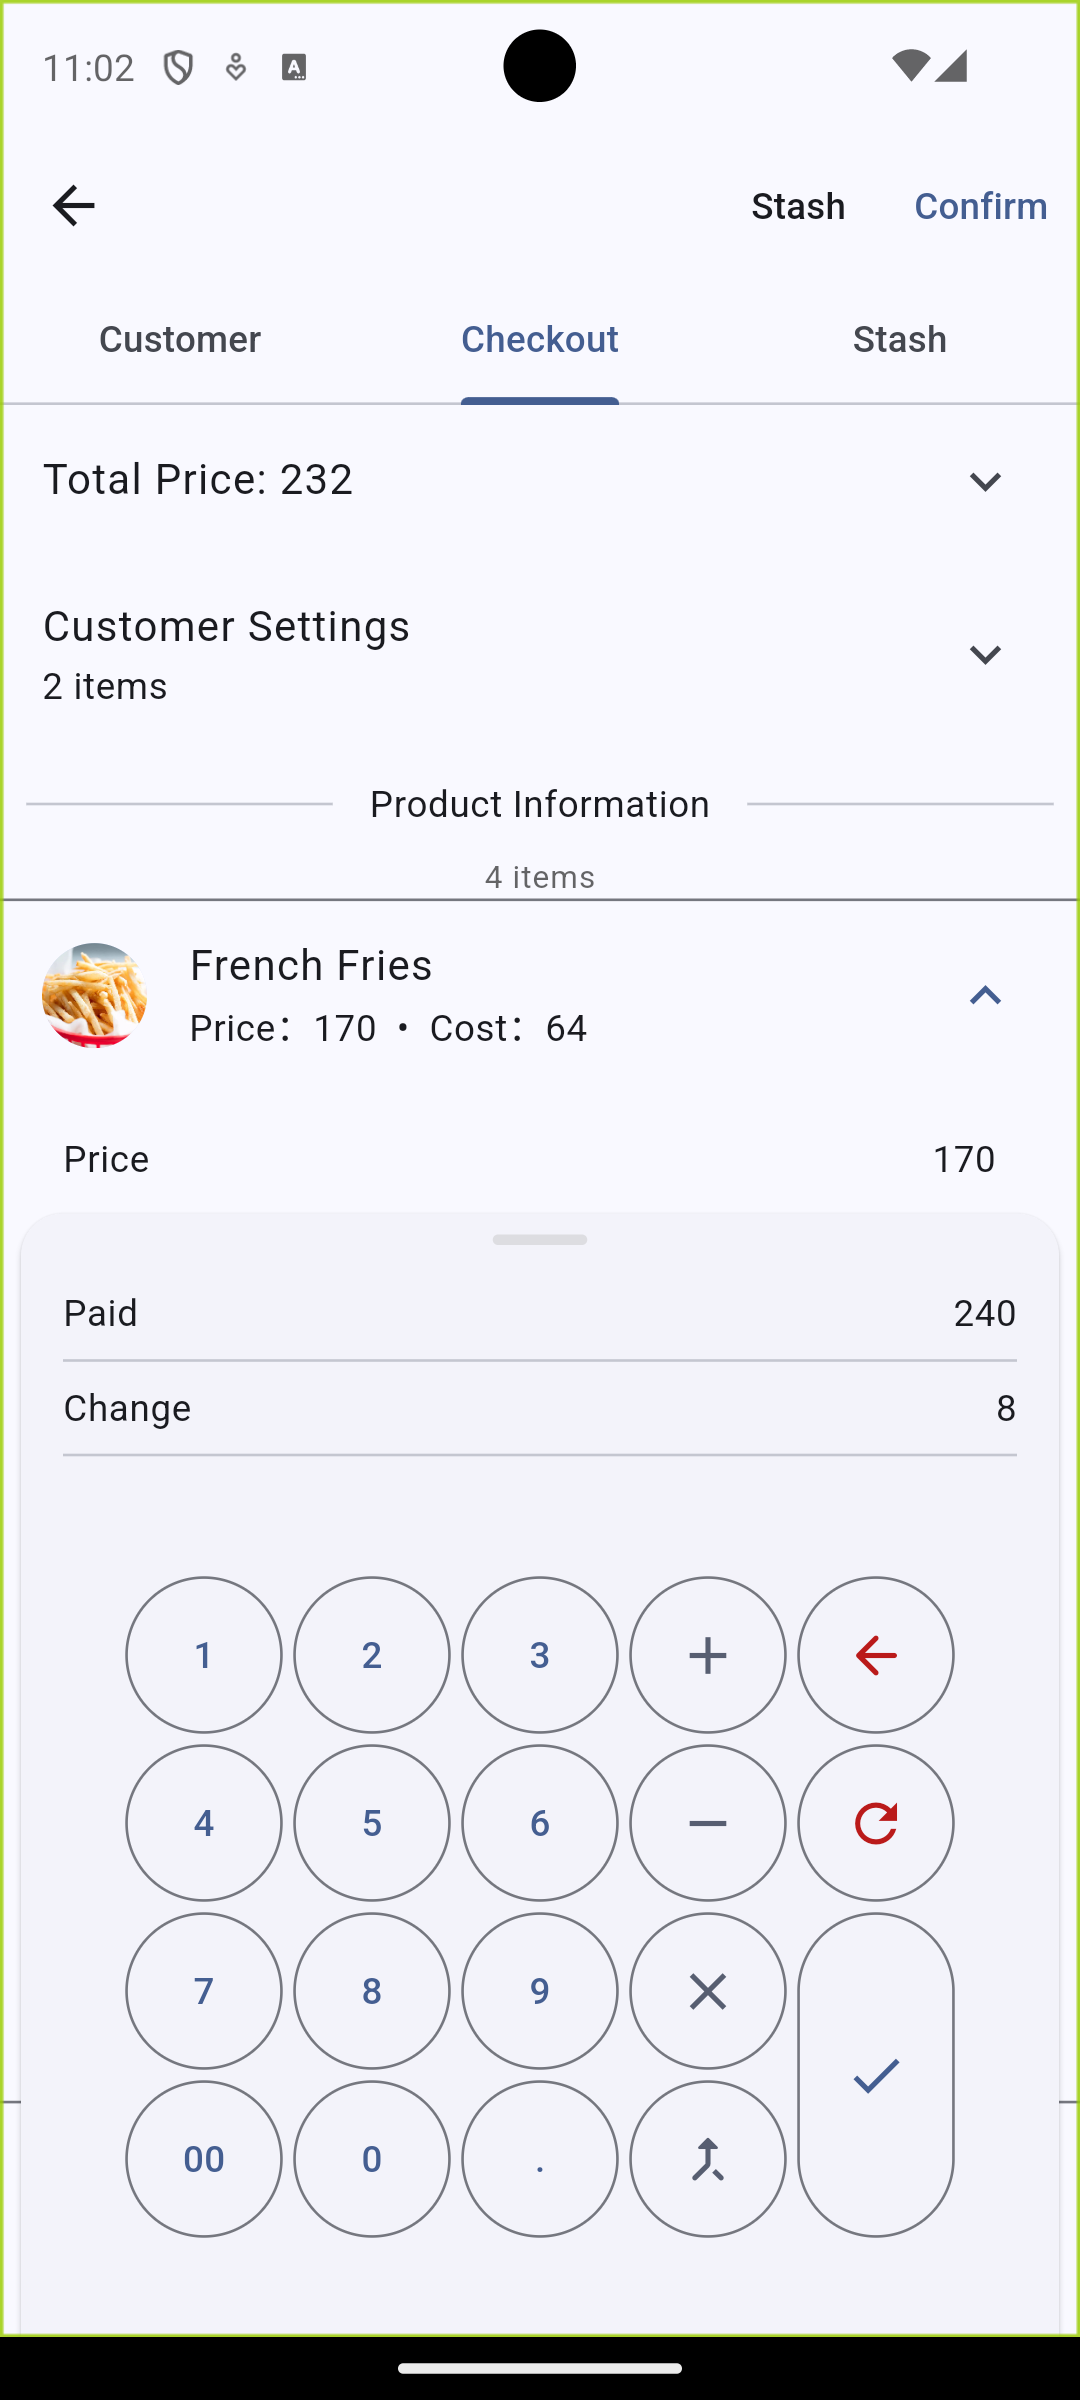 11:02
Stash Confirm
Customer Checkout Stash
Total Price: 232
Customer Settings
2 items
Product Information
4 items
French Fries
Price: 170 • Cost: 64
Price 170
Paid 240
Change 8
1 2 3 +
4 5 6 −
7 8 9 ×
00 0 .